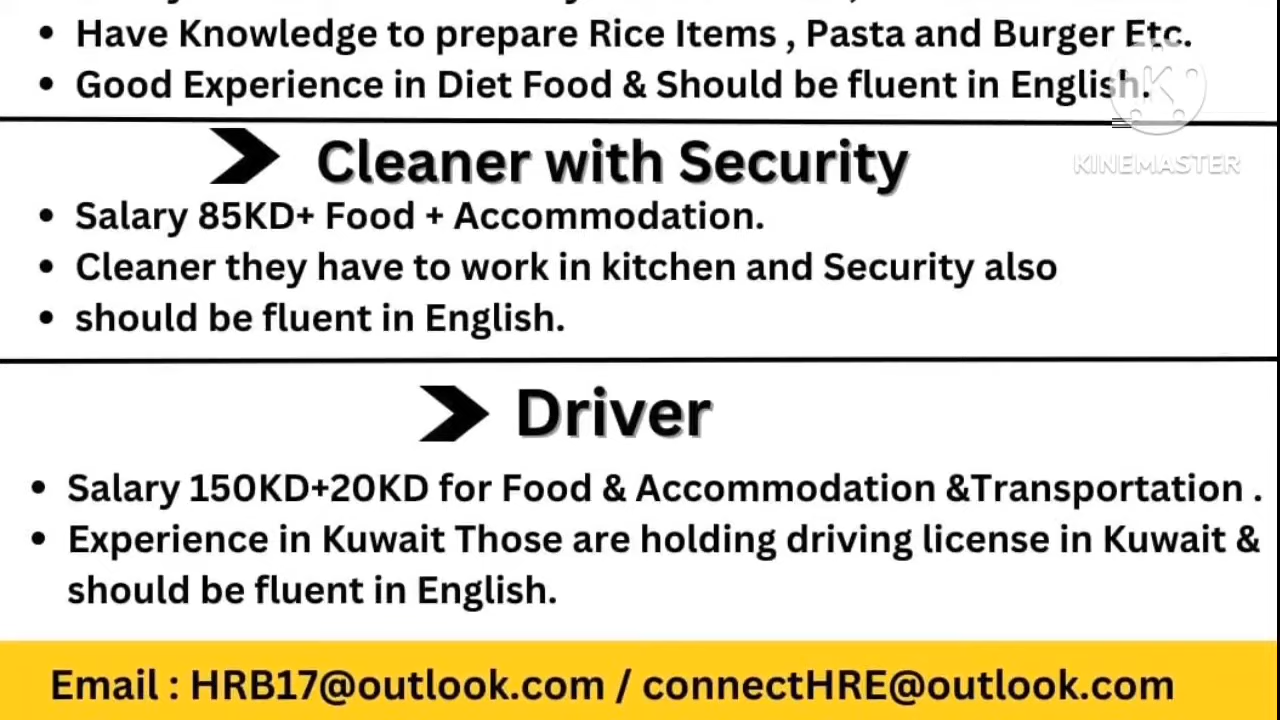 • Have Knowledge to prepare Rice Items , Pasta and Burger Etc.
• Good Experience in Diet Food & Should be fluent in English.
KINEMASTER
Cleaner with Security
• Salary 85KD+ Food + Accommodation.
• Cleaner they have to work in kitchen and Security also
• should be fluent in English.
Driver
• Salary 150KD+20KD for Food & Accommodation &Transportation .
• Experience in Kuwait Those are holding driving license in Kuwait &
should be fluent in English.
Email : HRB17@outlook.com / connectHRE@outlook.com